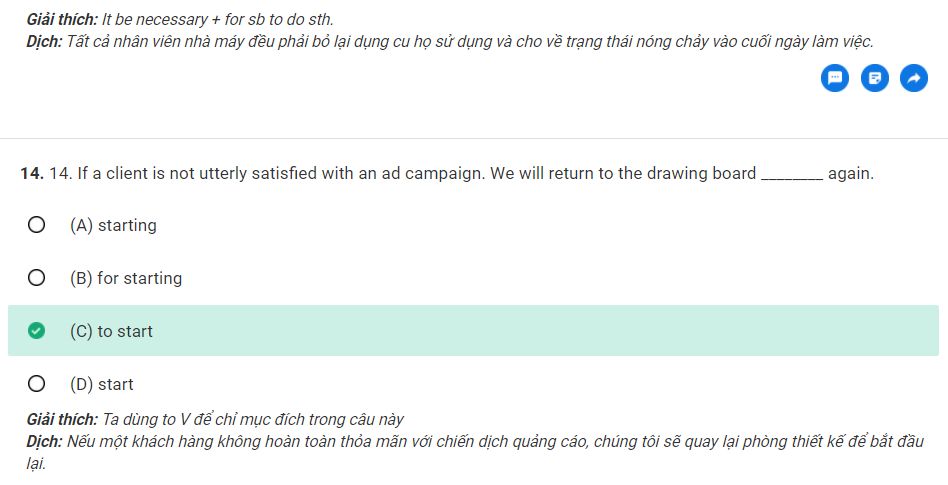 Giải thích: It be necessary + for sb to do sth.
Dịch: Tất cả nhân viên nhà máy đều phải bỏ lại dụng cu họ sử dụng và cho về trạng thái nóng chảy vào cuối ngày làm việc.
14. 14. If a client is not utterly satisfied with an ad campaign. We will return to the drawing board ________ again.
(A) starting
(B) for starting
(C) to start
(D) start
Giải thích: Ta dùng to V để chỉ mục đích trong câu này
Dịch: Nếu một khách hàng không hoàn toàn thỏa mãn với chiến dịch quảng cáo, chúng tôi sẽ quay lại phòng thiết kế để bắt đầu
lại.